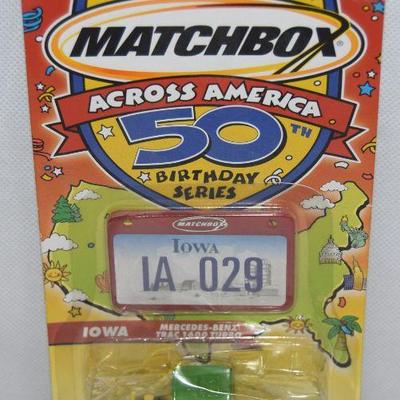 MATCHBOX®
ACROSS AMERICA
50TH
BIRTHDAY
SERIES
MATCHBOX
Iowa
IA 029
IOWA
MERCEDES-BENZ
TRAC 1600 TURBO